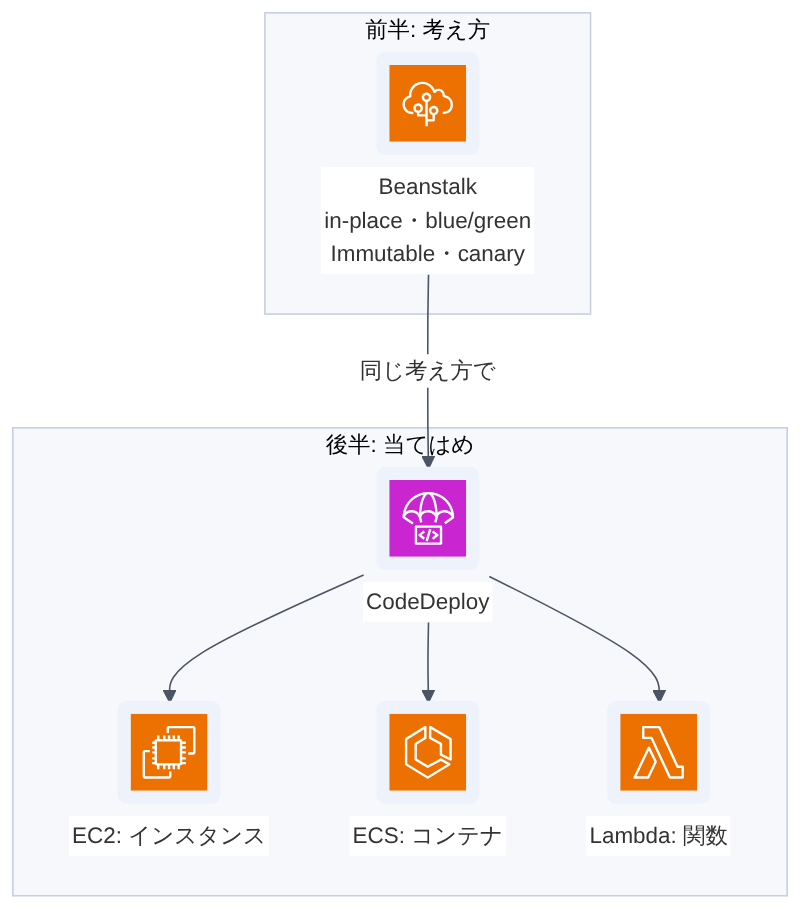 前半: 考え方
Beanstalk
in-place・blue/green
Immutable・canary
同じ考え方で
後半: 当てはめ
</>
CodeDeploy
EC2: インスタンス
ECS: コンテナ
Lambda: 関数